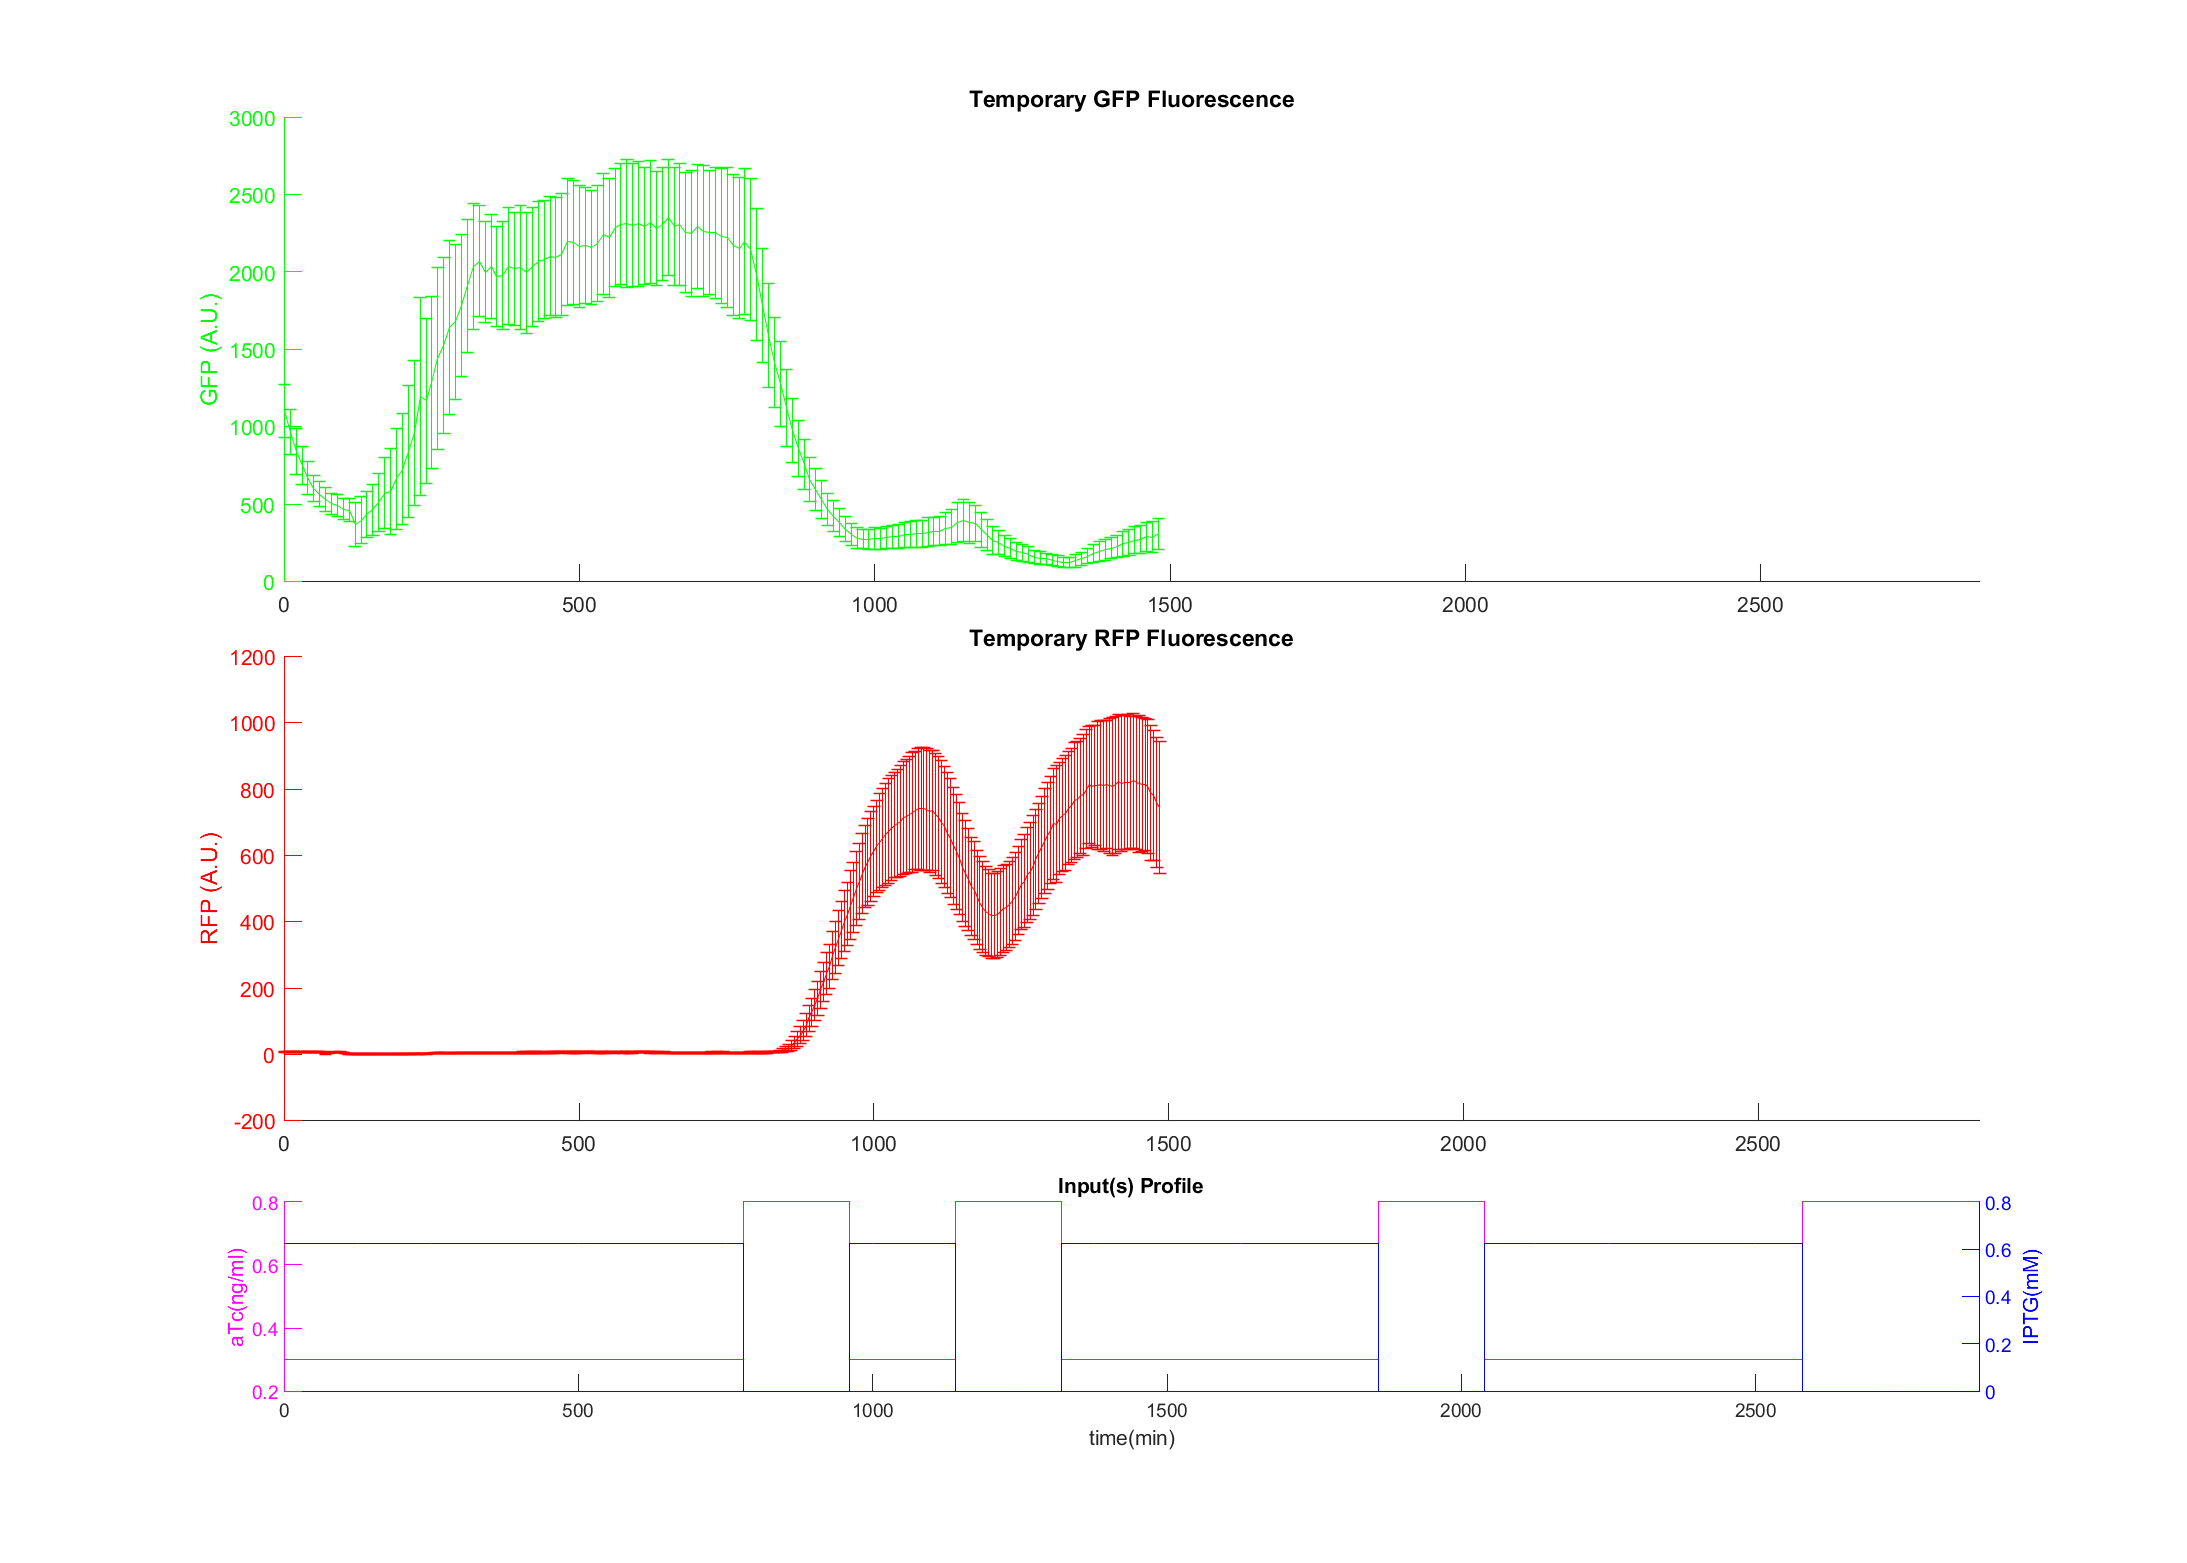 Temporary GFP Fluorescence
3000
2500
2000
1500
1000
500
0
GFP (A.U.)
0 500 1000 1500 2000 2500
Temporary RFP Fluorescence
1200
1000
800
600
400
200
0
-200
RFP (A.U.)
0 500 1000 1500 2000 2500
Input(s) Profile
0.8
0.6
0.4
0.2
aTc(ng/ml)
0.8
0.6
0.4
0.2
0
IPTG(mM)
0 500 1000 1500 2000 2500
time(min)